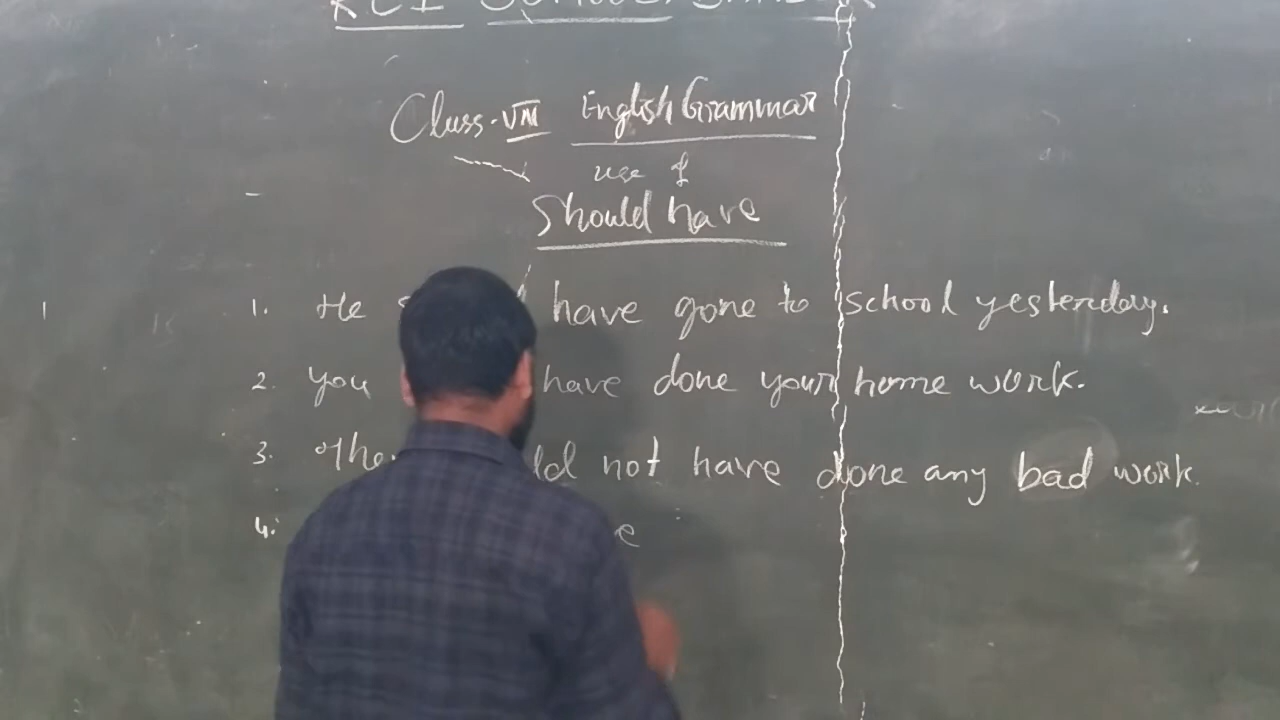 Class-VIII English Grammar
use of
Should have
1. He have gone to school yesterday.
2. you have done your home work.
3. not have done any bad work.
4.